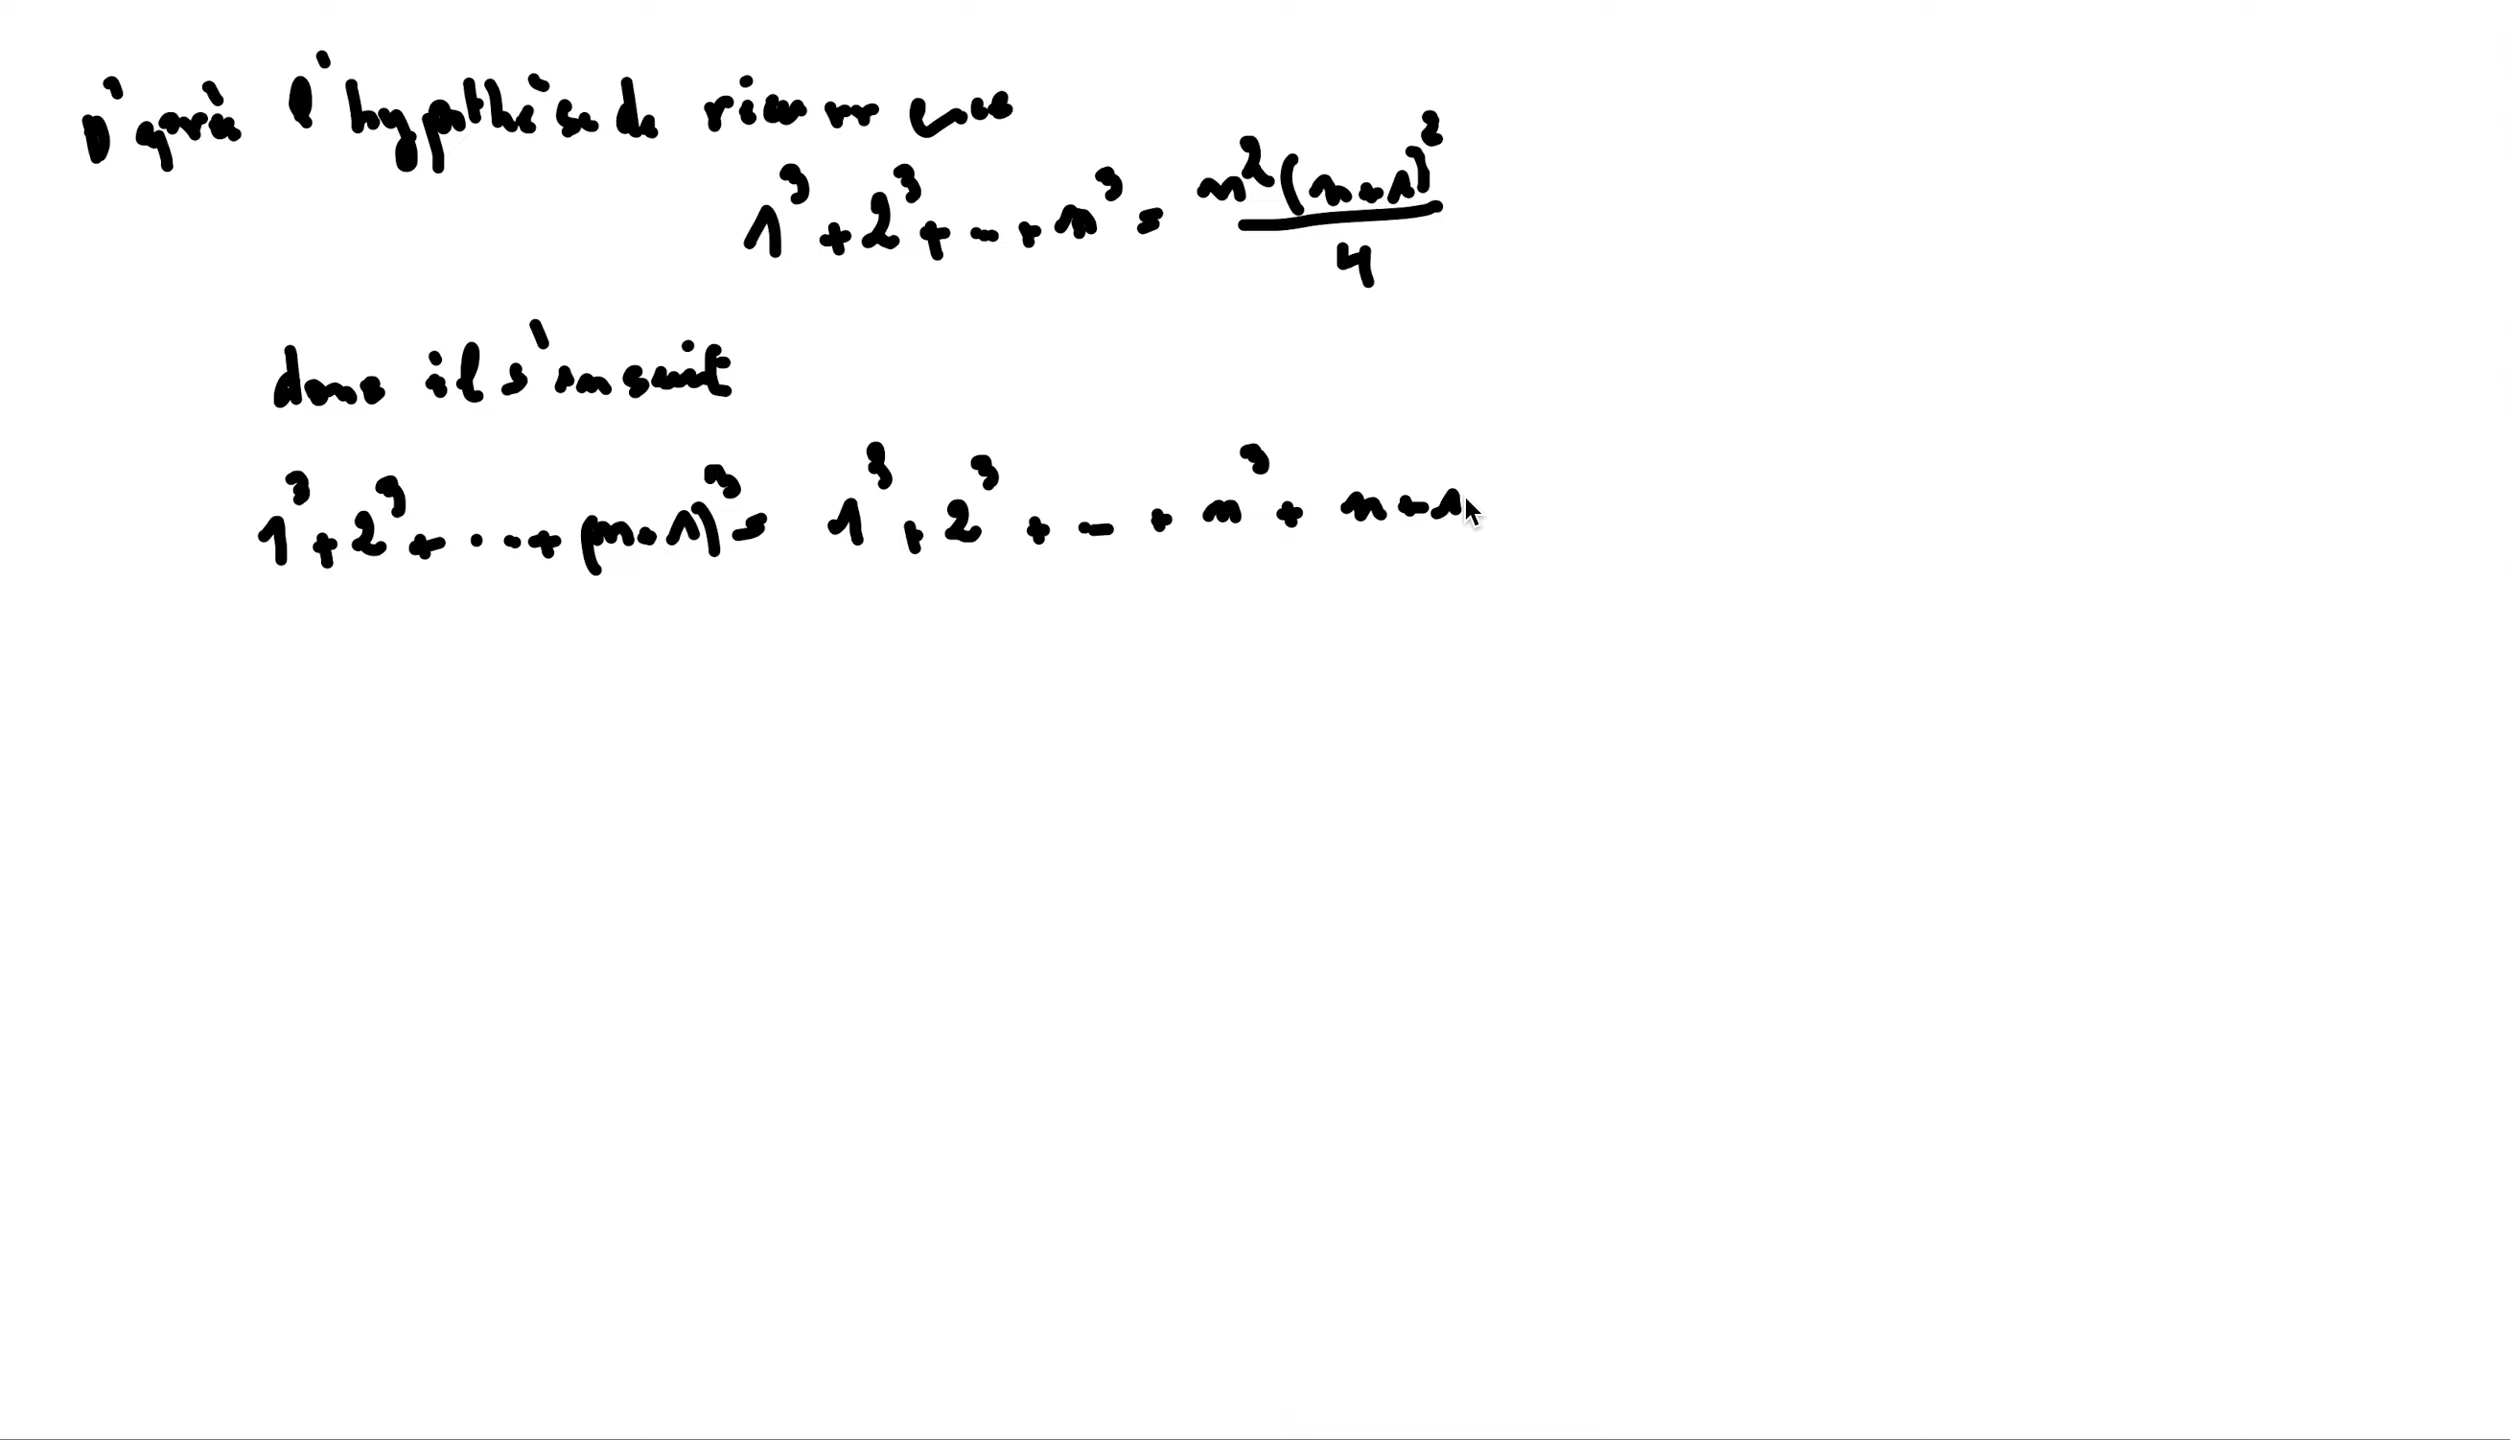 D'après l'hypothèse de récurrence
1³ + 2³ + -- + n³ = n²(n+1)² / 4
donc il s'ensuit
1³ + 2³ + . -- + (n+1)³ = 1³ + 2³ + -- + n³ + n+1